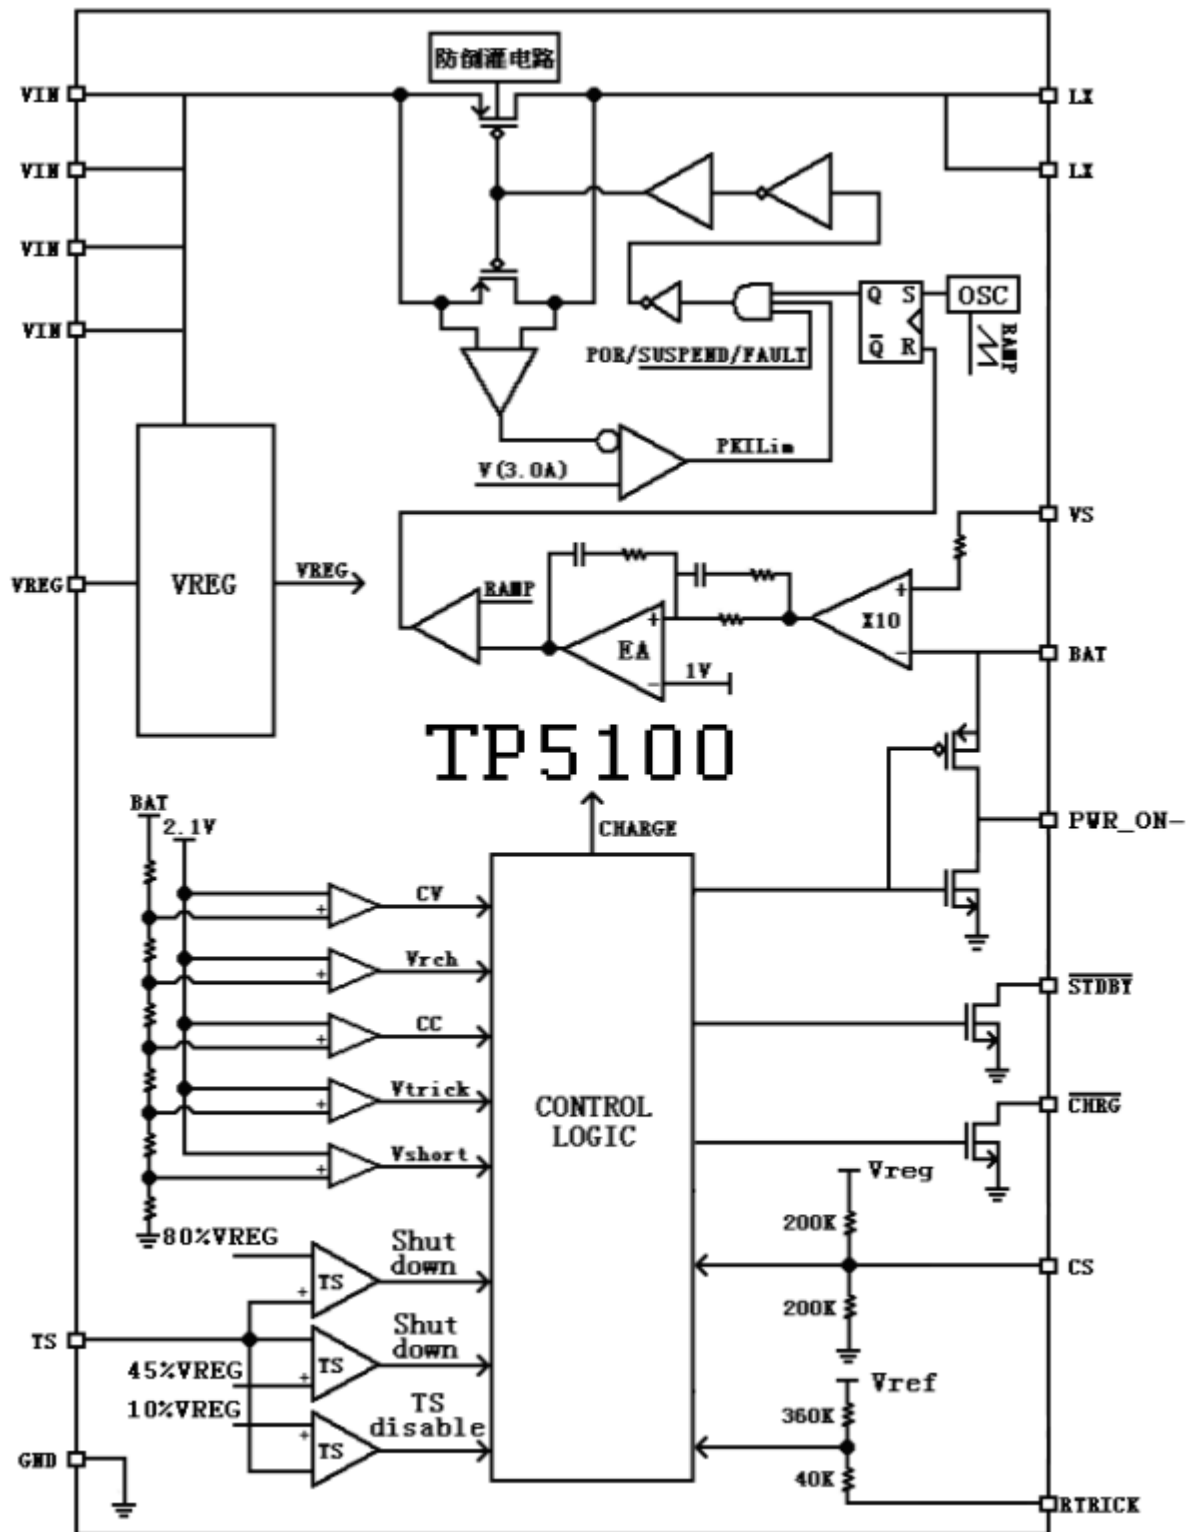 防倒灌电路
VIN
LX
VIN
LX
VIN
VIN
Q S
Q̅ R
OSC
RAMP
POR/SUSPEND/FAULT
PKILim
V(3.0A)
VS
VREG
VREG
VREG
RAMP
EA
1V
+
-
X10
+
-
BAT
TP5100
CHARGE
PWR_ON-
BAT
2.1V
+
CV
+
Vrch
+
CC
+
Vtrick
+
Vshort
CONTROL
LOGIC
S̅T̅D̅B̅Y̅
C̅H̅R̅G̅
Vreg
200K
CS
200K
80%VREG
+
TS
Shut
down
TS
45%VREG
+
TS
Shut
down
10%VREG
+
TS
TS
disable
Vref
360K
40K
GND
RTRICK